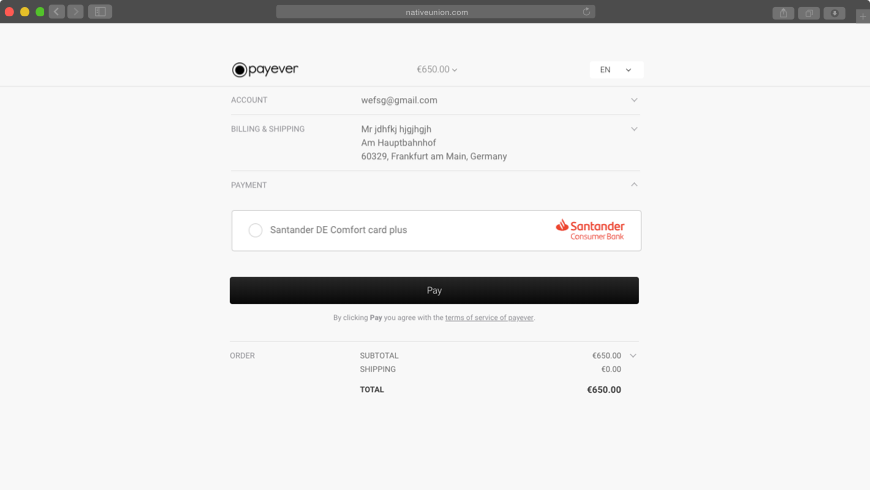 nativeunion.com
payever
€650.00
EN
ACCOUNT
wefsg@gmail.com
BILLING & SHIPPING
Mr jdhfkj hjgjhgjh
Am Hauptbahnhof
60329, Frankfurt am Main, Germany
PAYMENT
Santander DE Comfort card plus
Santander
Consumer Bank
Pay
By clicking Pay you agree with the terms of service of payever.
ORDER
SUBTOTAL €650.00
SHIPPING €0.00
TOTAL €650.00